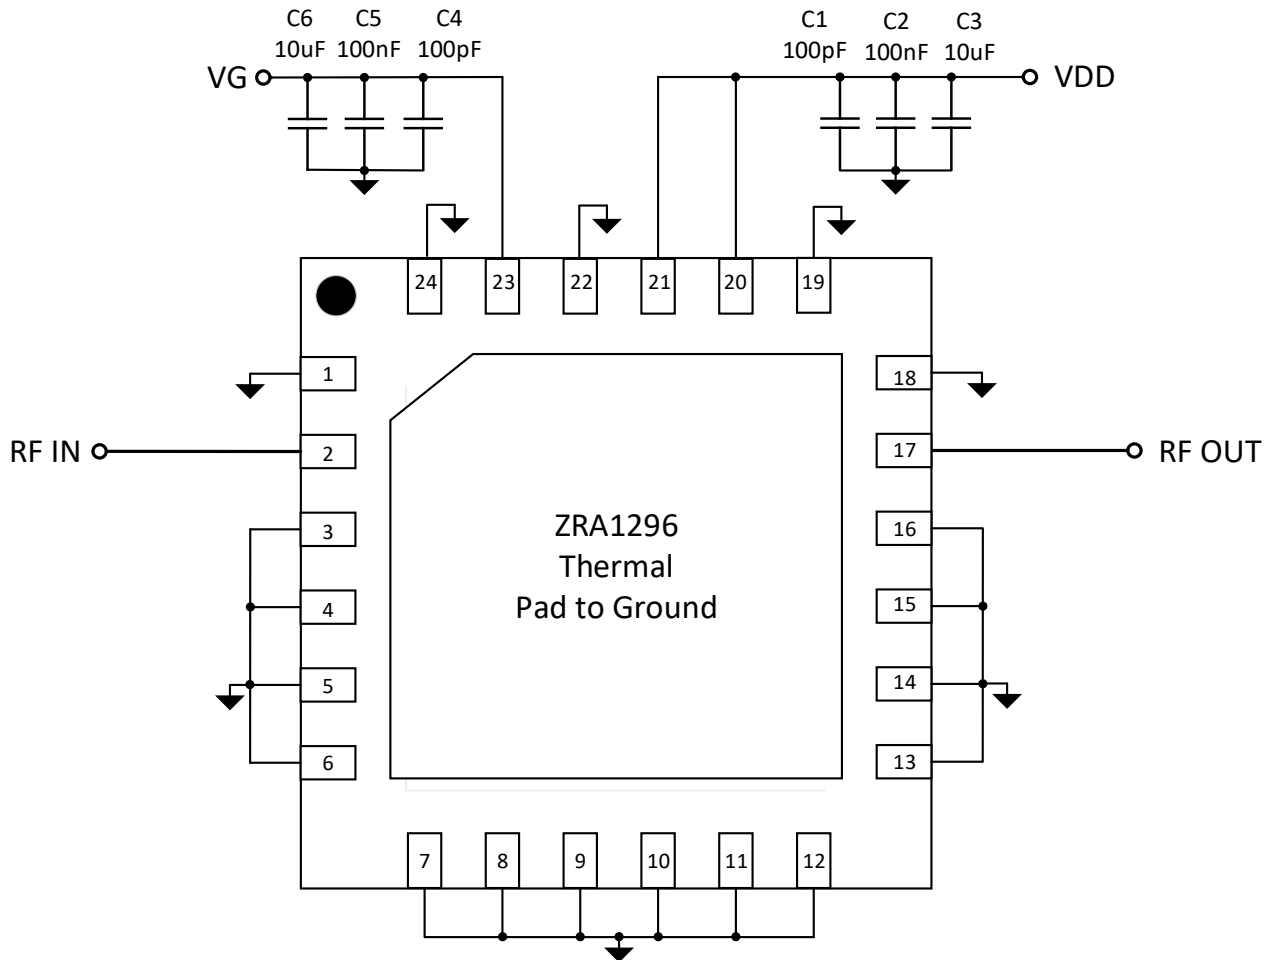 C6 C5 C4
10uF 100nF 100pF
C1 C2 C3
100pF 100nF 10uF
VG
VDD
24 23 22 21 20 19
1
18
RF IN
2
17
RF OUT
3
16
4
15
5
14
6
13
ZRA1296
Thermal
Pad to Ground
7 8 9 10 11 12